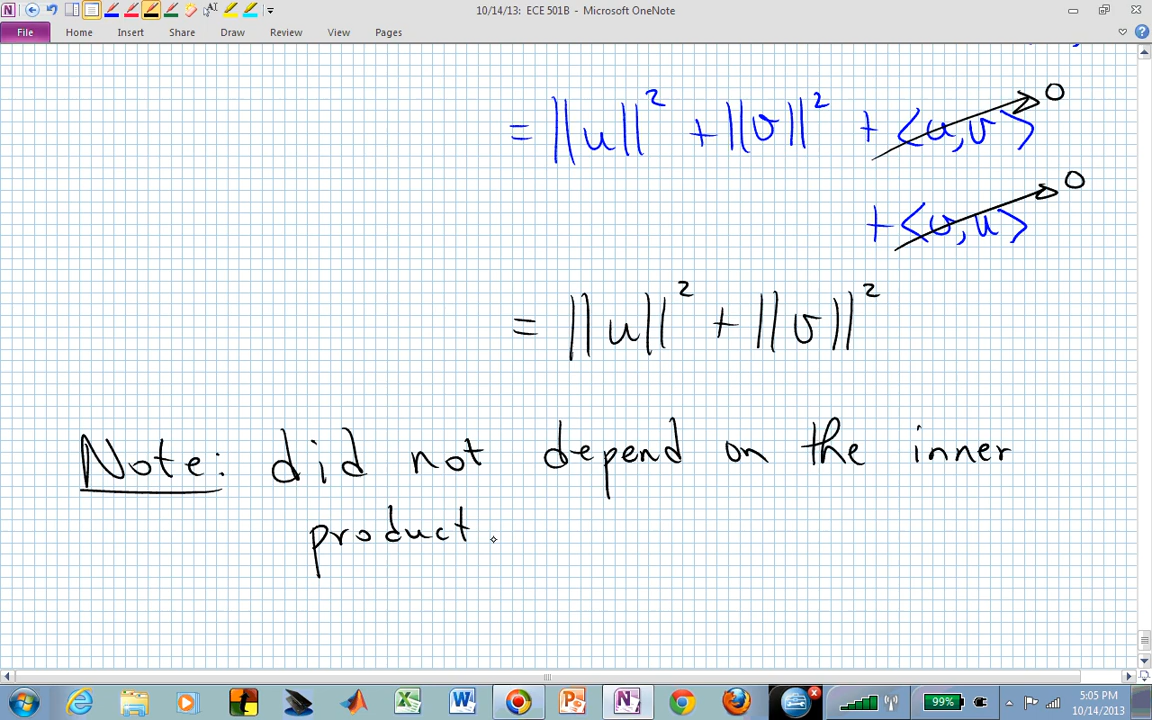 10/14/13: ECE 501B - Microsoft OneNote
File Home Insert Share Draw Review View Pages
= ||u||² + ||v||² + <u,v> 0
+ <v,u> 0
= ||u||² + ||v||²
Note: did not depend on the inner
product.
99%
5:05 PM
10/14/2013